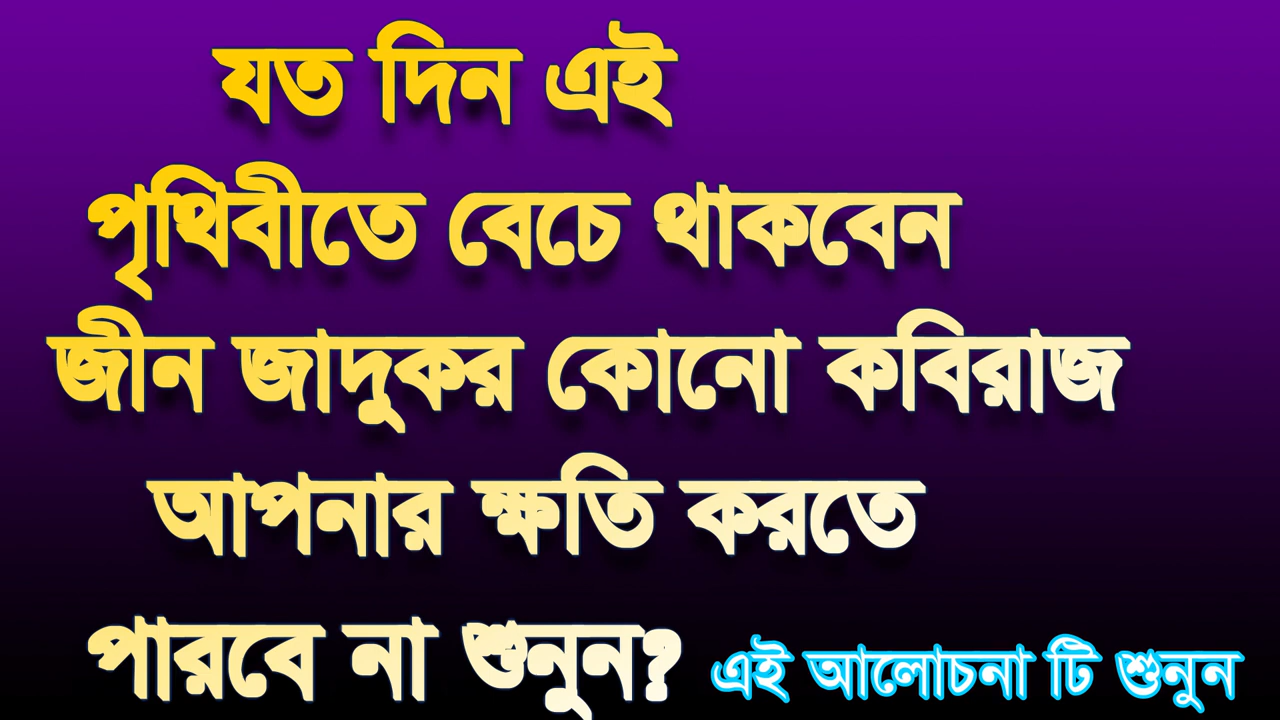 যত দিন এই
পৃথিবীতে বেচে থাকবেন
জীন জাদুকর কোনো কবিরাজ
আপনার ক্ষতি করতে
পারবে না শুনুন?
এই আলোচনা টি শুনুন